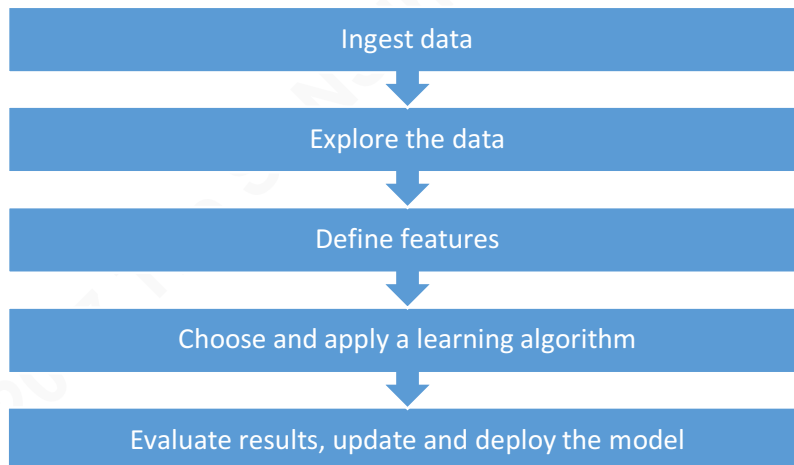 Ingest data
Explore the data
Define features
Choose and apply a learning algorithm
Evaluate results, update and deploy the model